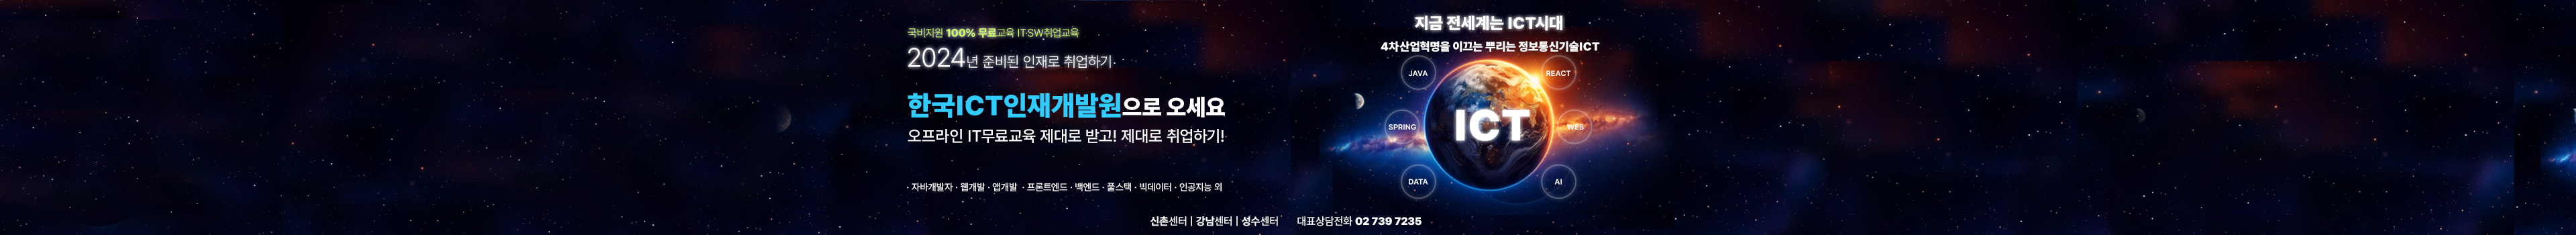 국비지원 100% 무료교육 IT·SW취업교육
2024년 준비된 인재로 취업하기.
한국ICT인재개발원으로 오세요
오프라인 IT무료교육 제대로 받고! 제대로 취업하기!
· 자바개발자 · 웹개발 · 앱개발 · 프론트엔드 · 백엔드 · 풀스택 · 빅데이터 · 인공지능 외
지금 전세계는 ICT시대
4차산업혁명을 이끄는 뿌리는 정보통신기술ICT
JAVA
REACT
SPRING
ICT
WEB
DATA
AI
신촌센터 | 강남센터 | 성수센터 대표상담전화 02 739 7235